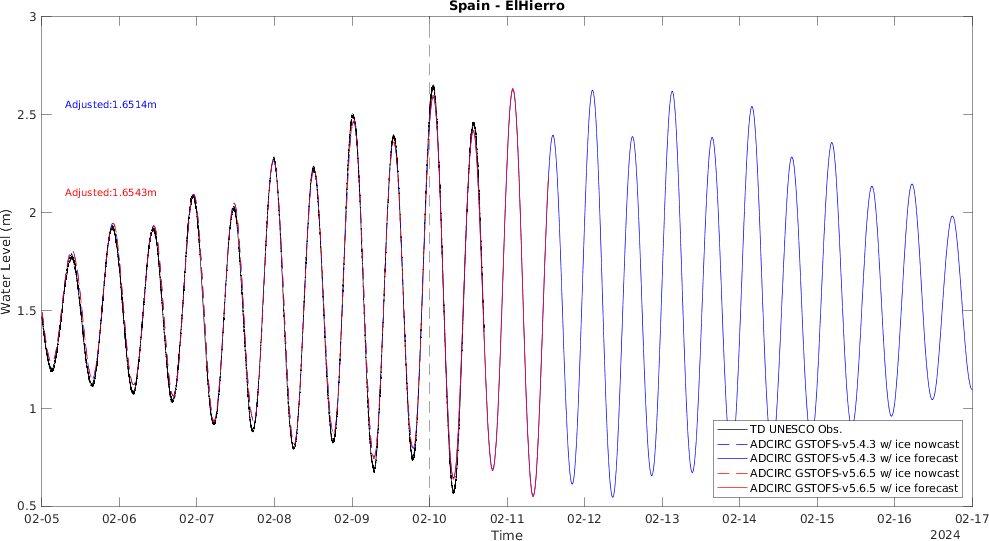 Spain - ElHierro
3
2.5
2
1.5
1
0.5
Water Level (m)
Adjusted:1.6514m
Adjusted:1.6543m
TD UNESCO Obs.
ADCIRC GSTOFS-v5.4.3 w/ ice nowcast
ADCIRC GSTOFS-v5.4.3 w/ ice forecast
ADCIRC GSTOFS-v5.6.5 w/ ice nowcast
ADCIRC GSTOFS-v5.6.5 w/ ice forecast
02-05 02-06 02-07 02-08 02-09 02-10 02-11 02-12 02-13 02-14 02-15 02-16 02-17
Time
2024